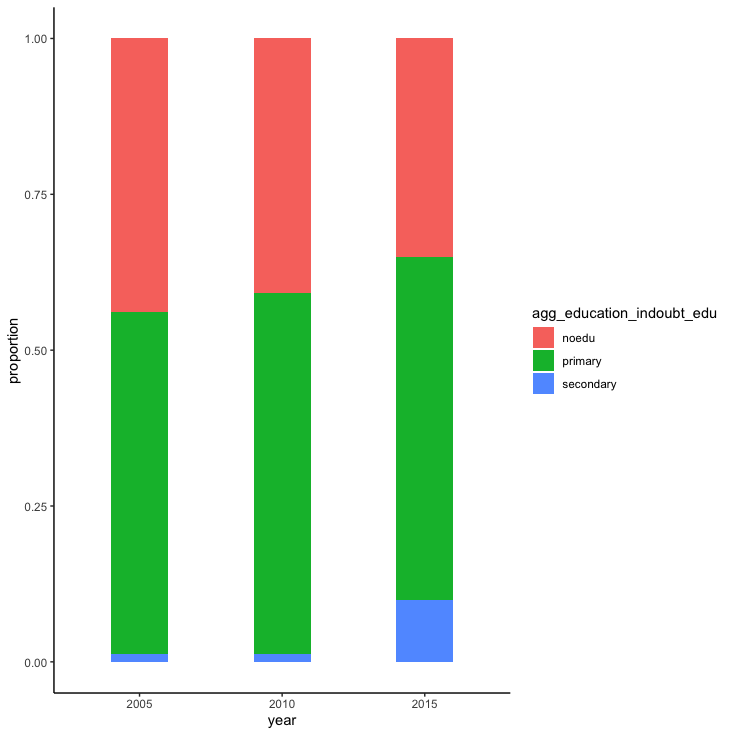 1.00
0.75
0.50
0.25
0.00
proportion
2005 2010 2015
year
agg_education_indoubt_edu
noedu
primary
secondary